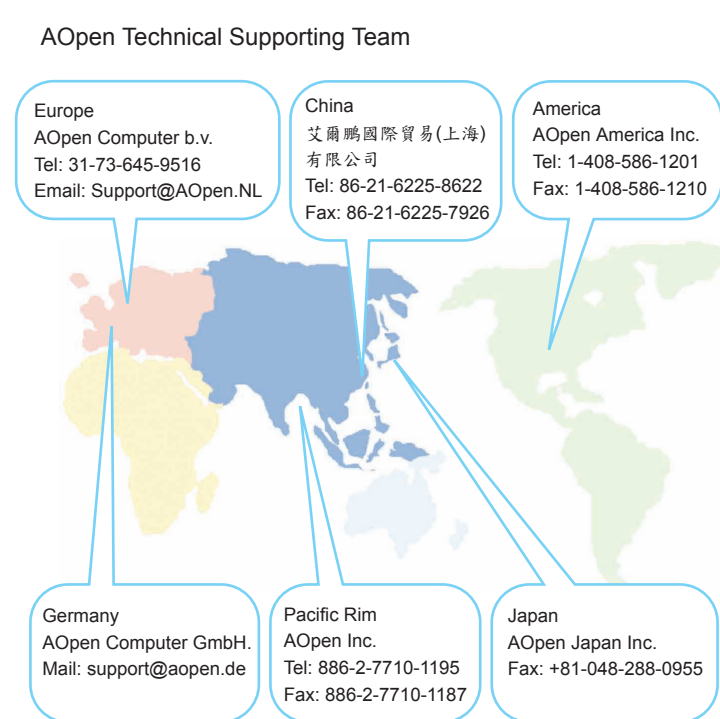 AOpen Technical Supporting Team
Europe
AOpen Computer b.v.
Tel: 31-73-645-9516
Email: Support@AOpen.NL
China
艾爾鵬國際貿易(上海)
有限公司
Tel: 86-21-6225-8622
Fax: 86-21-6225-7926
America
AOpen America Inc.
Tel: 1-408-586-1201
Fax: 1-408-586-1210
Germany
AOpen Computer GmbH.
Mail: support@aopen.de
Pacific Rim
AOpen Inc.
Tel: 886-2-7710-1195
Fax: 886-2-7710-1187
Japan
AOpen Japan Inc.
Fax: +81-048-288-0955